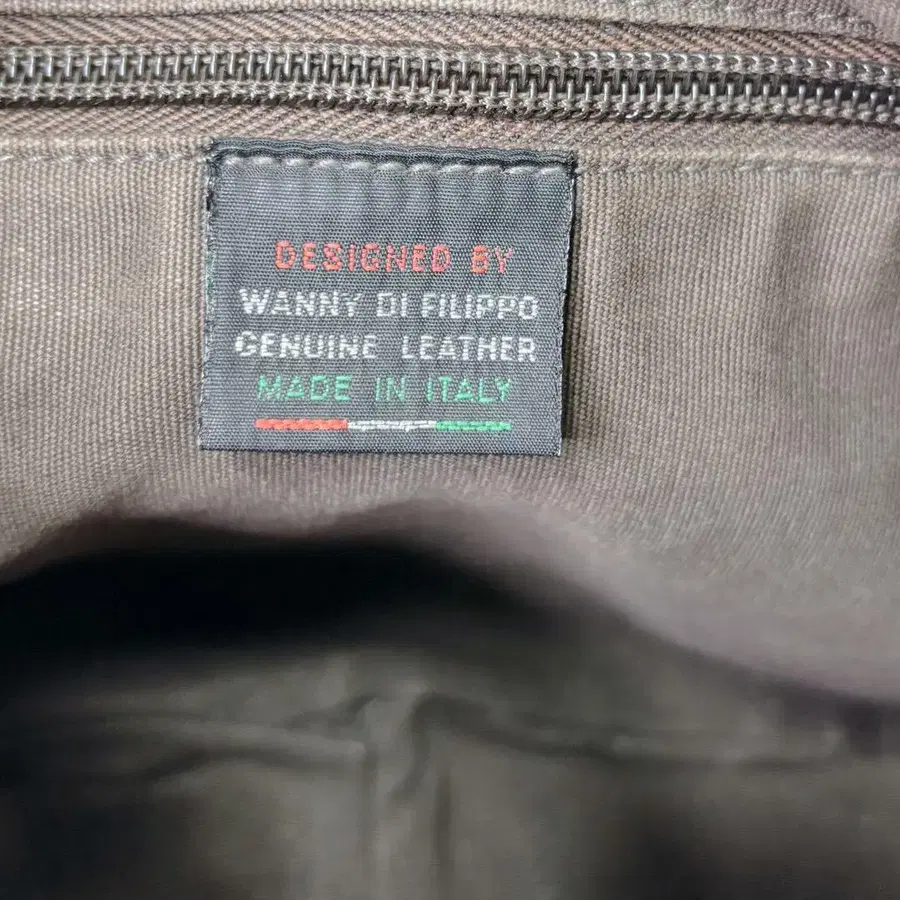 DESIGNED BY
WANNY DI FILIPPO
GENUINE LEATHER
MADE IN ITALY